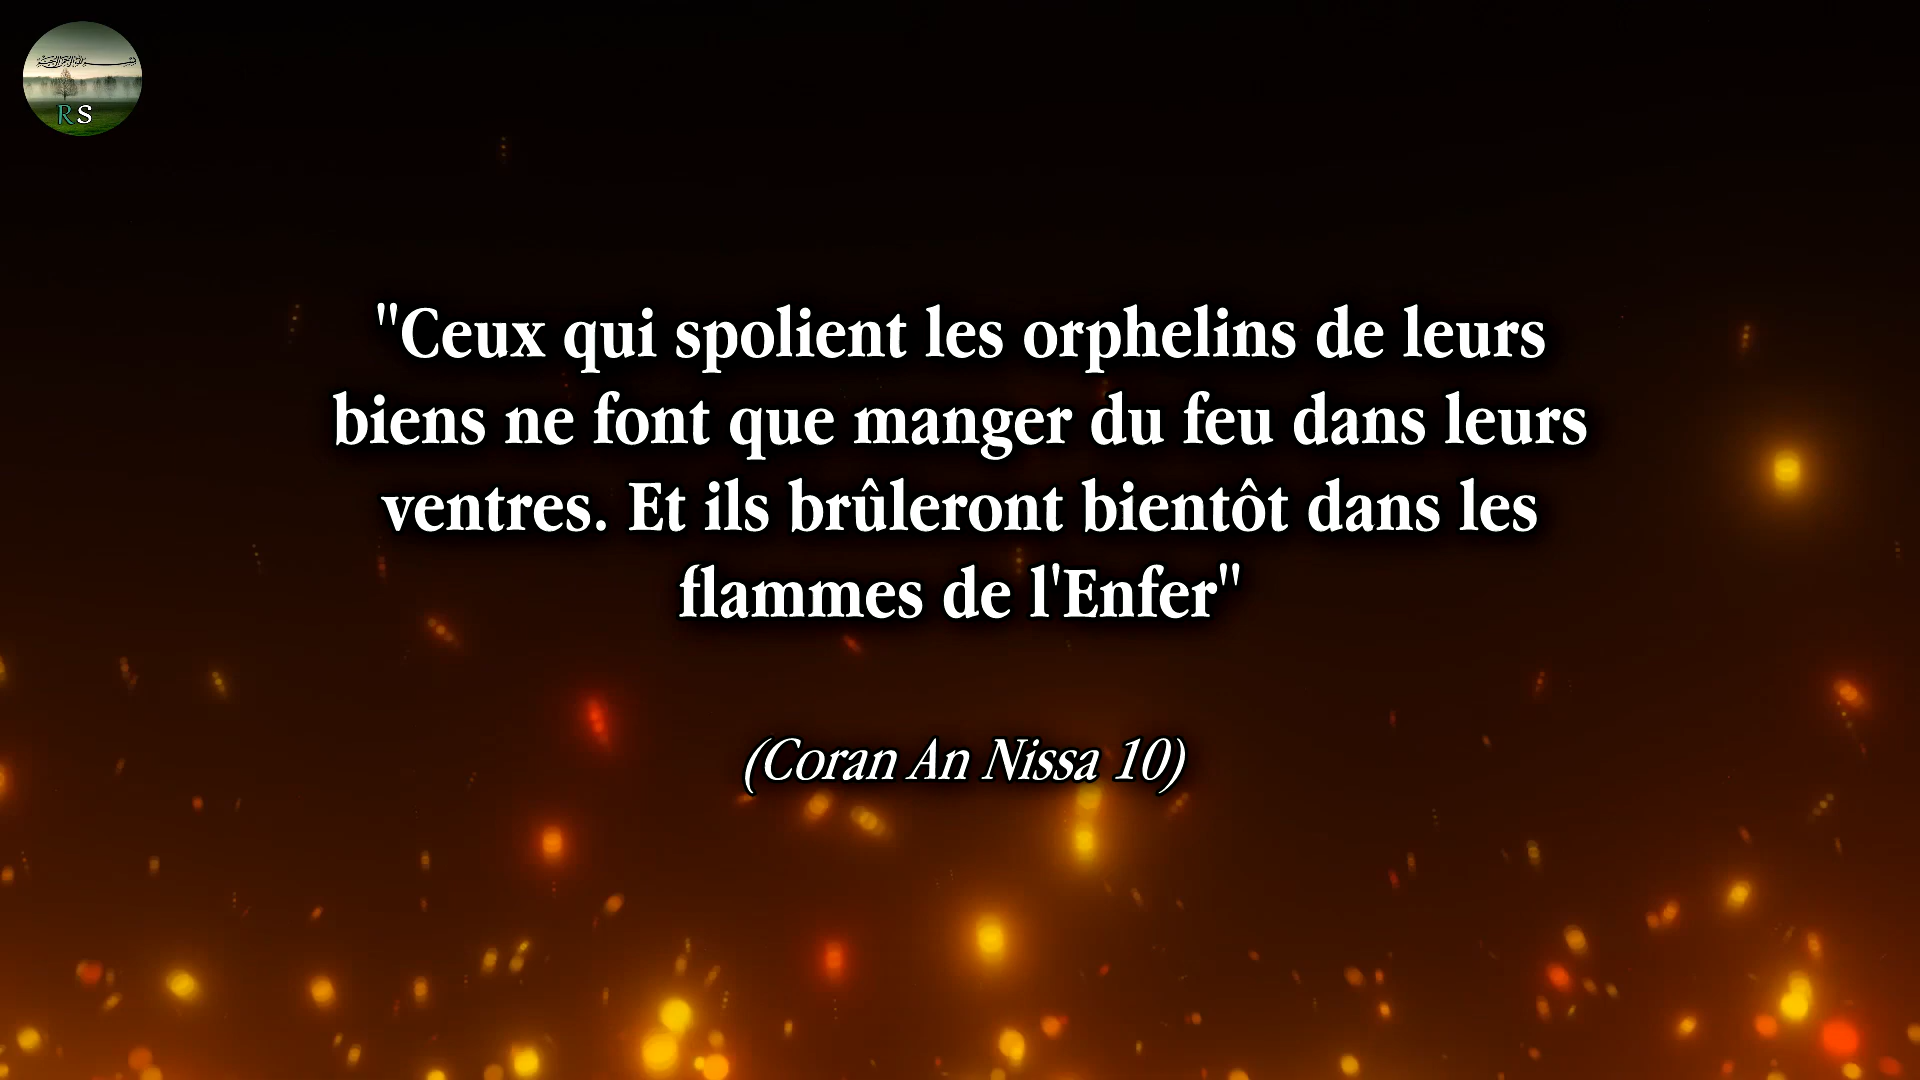 RS
"Ceux qui spolient les orphelins de leurs
biens ne font que manger du feu dans leurs
ventres. Et ils brûleront bientôt dans les
flammes de l'Enfer"
(Coran An Nissa 10)